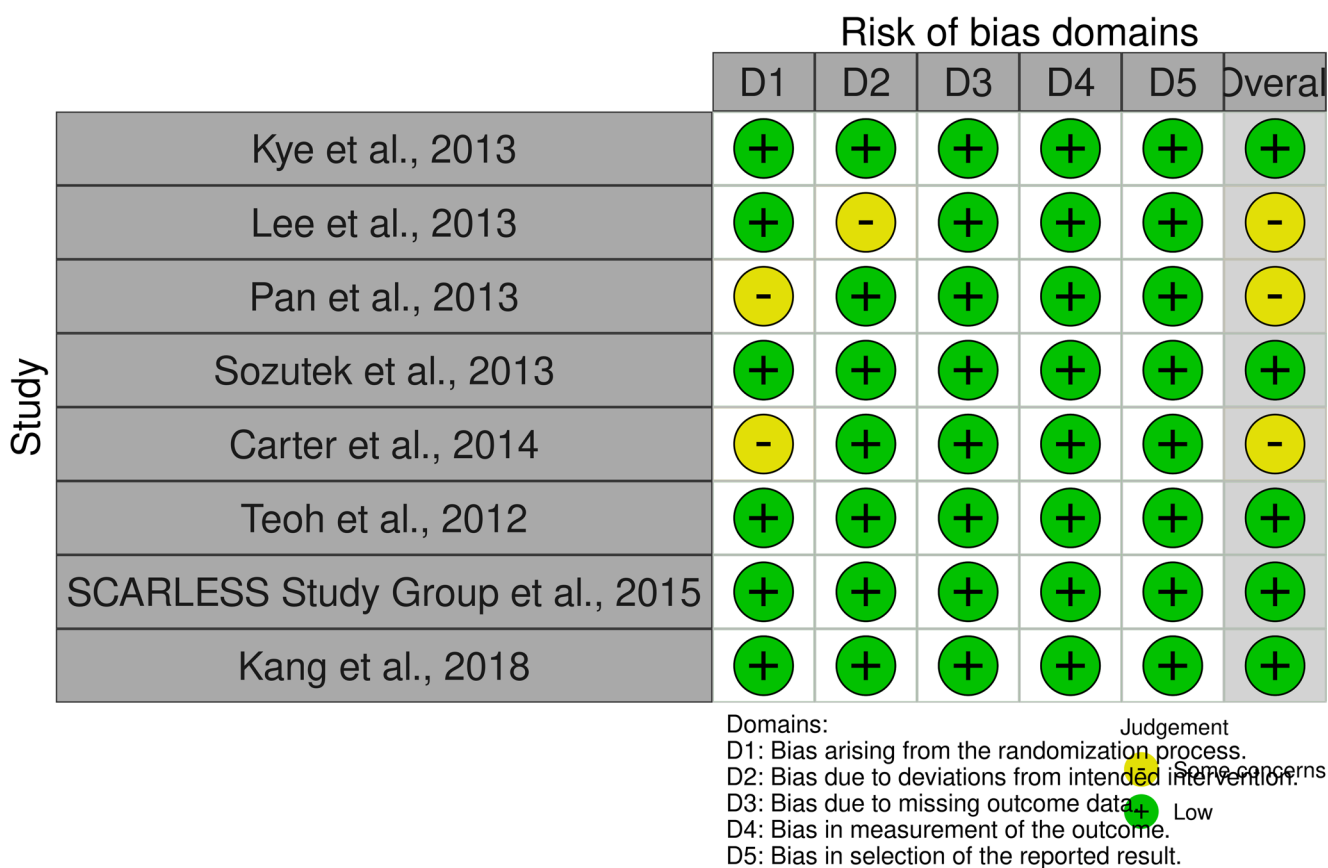 Risk of bias domains
D1 D2 D3 D4 D5 Overall
Study
Kye et al., 2013 + + + + + +
Lee et al., 2013 + - + + + -
Pan et al., 2013 - + + + + -
Sozutek et al., 2013 + + + + + +
Carter et al., 2014 - + + + + -
Teoh et al., 2012 + + + + + +
SCARLESS Study Group et al., 2015 + + + + + +
Kang et al., 2018 + + + + + +
Domains:
D1: Bias arising from the randomization process.
D2: Bias due to deviations from intended intervention.
D3: Bias due to missing outcome data.
D4: Bias in measurement of the outcome.
D5: Bias in selection of the reported result.
Judgement
- Some concerns
+ Low